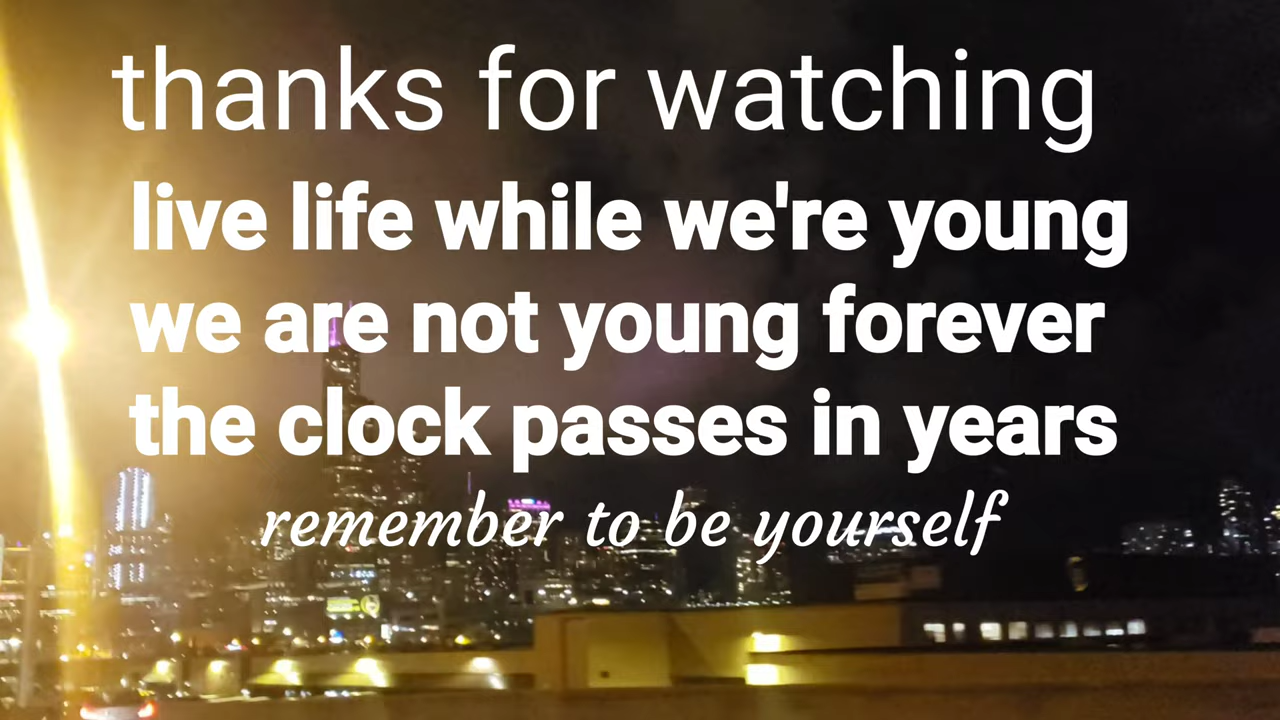 thanks for watching
live life while we're young
we are not young forever
the clock passes in years
remember to be yourself